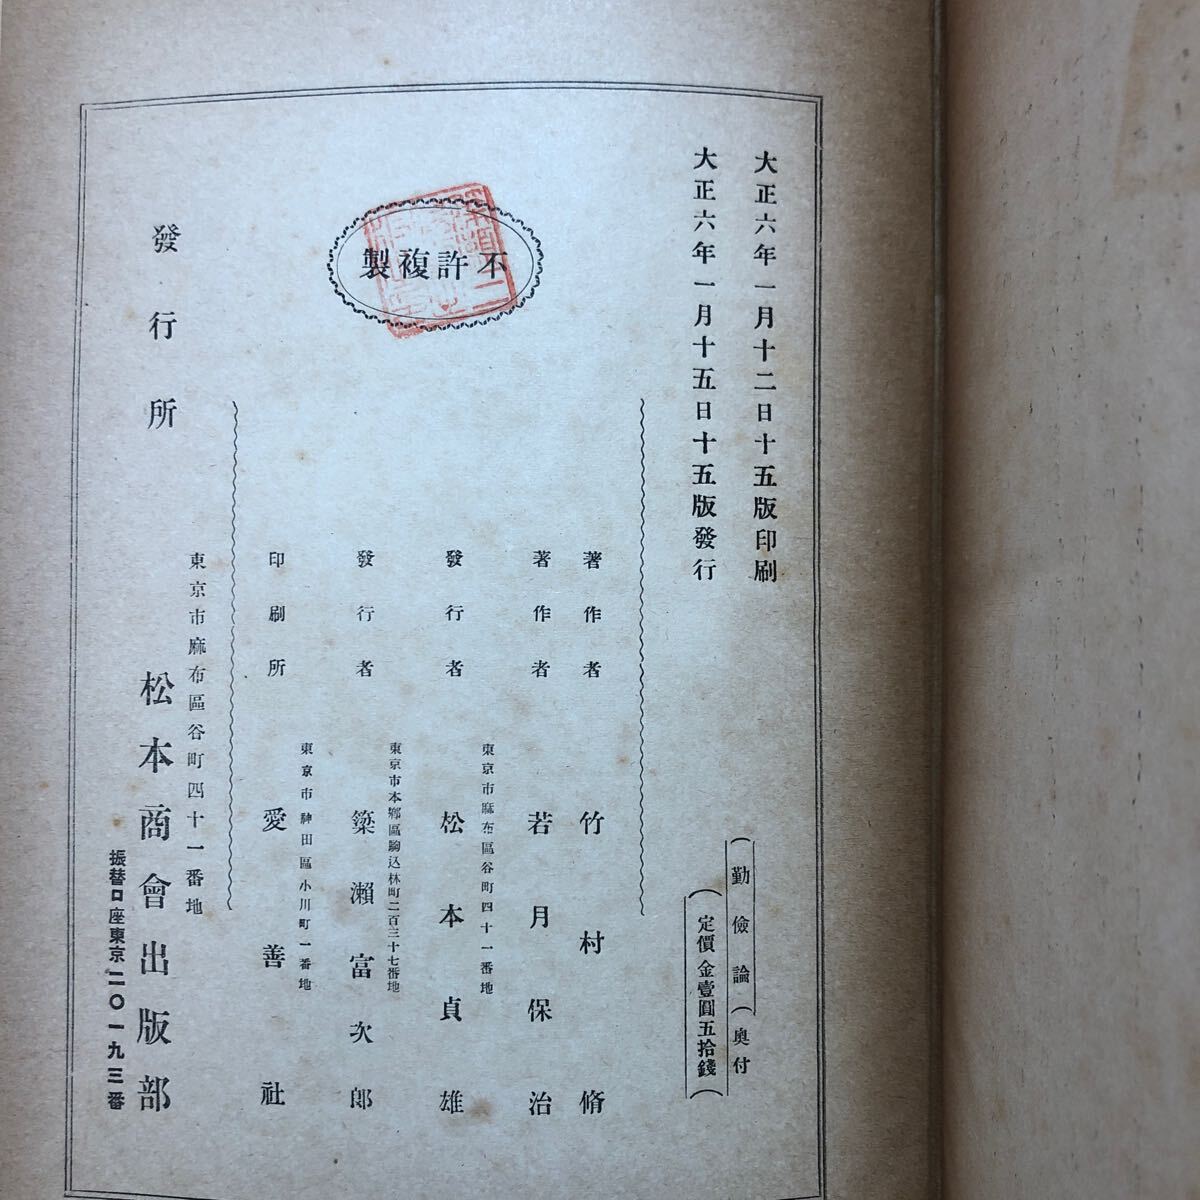 大正六年一月十二日十五版印刷
大正六年一月十五日十五版發行
(勤儉論)奧付
(定價金壹圓五拾錢)
不許複製
著作者 竹村脩
著作者 若月保治
東京市麻布區谷町四十一番地
發行者 松本貞雄
東京市本鄕區駒込林町二百三十七番地
發行者 簗瀨富次郎
東京市神田區小川町一番地
印刷所 愛善社
發行所
東京市麻布區谷町四十一番地
松本商會出版部
振替口座東京二〇一九三番